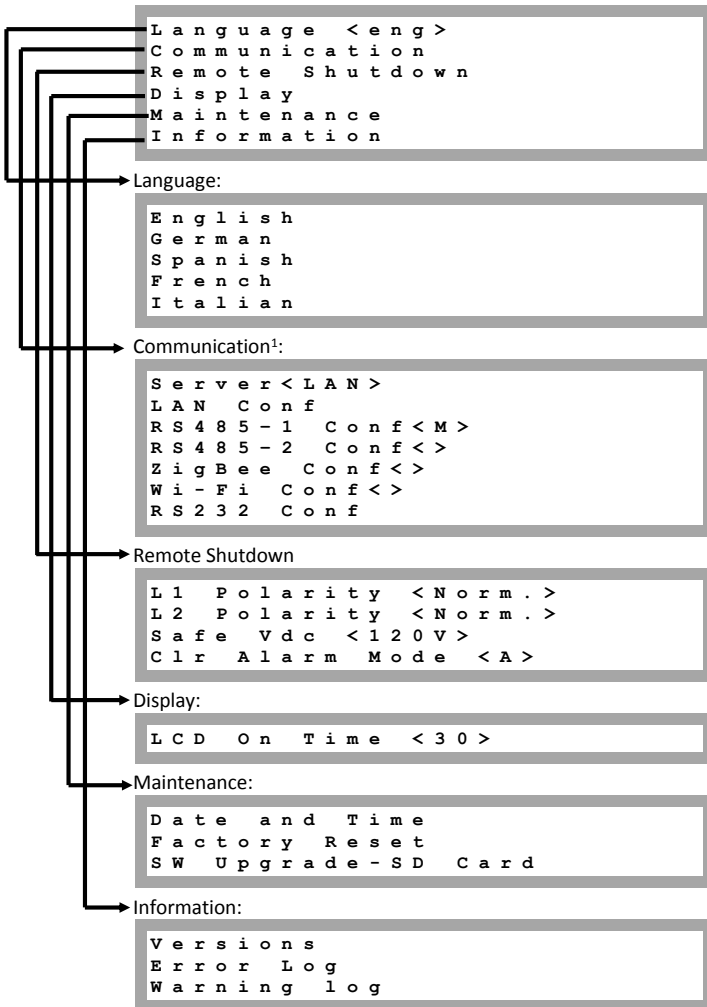 Language <eng>
Communication
Remote Shutdown
Display
Maintenance
Information
Language:
English
German
Spanish
French
Italian
Communication¹:
Server<LAN>
LAN Conf
RS485-1 Conf<M>
RS485-2 Conf<>
ZigBee Conf<>
Wi-Fi Conf<>
RS232 Conf
Remote Shutdown
L1 Polarity <Norm.>
L2 Polarity <Norm.>
Safe Vdc <120V>
Clr Alarm Mode <A>
Display:
LCD On Time <30>
Maintenance:
Date and Time
Factory Reset
SW Upgrade-SD Card
Information:
Versions
Error Log
Warning log